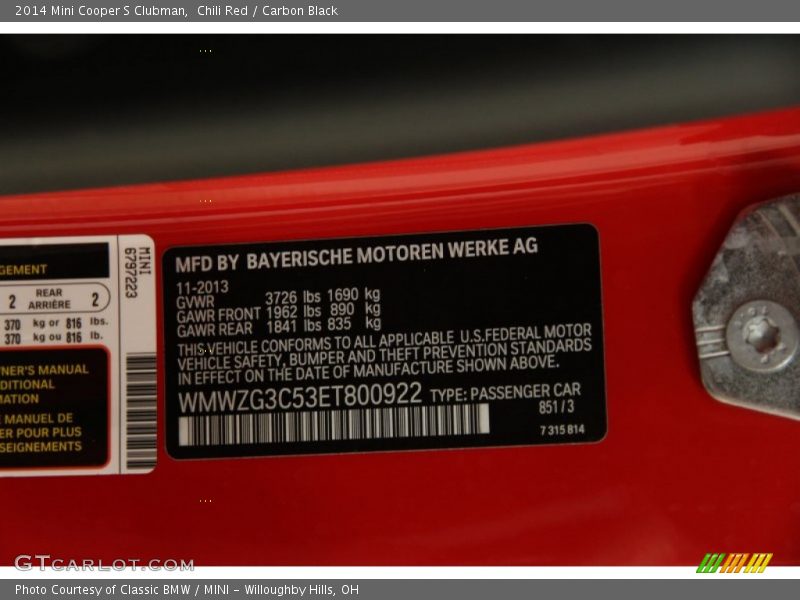 2014 Mini Cooper S Clubman,  Chili Red / Carbon Black
GEMENT
2 REAR ARRIÈRE 2
370 kg or 816 lbs.
370 kg ou 816 lb.
NER'S MANUAL
DITIONAL
MATION
E MANUEL DE
ER POUR PLUS
SEIGNEMENTS
MINI
6797223
MFD BY BAYERISCHE MOTOREN WERKE AG
11-2013
GVWR 3726 lbs 1690 kg
GAWR FRONT 1962 lbs 890 kg
GAWR REAR 1841 lbs 835 kg
THIS VEHICLE CONFORMS TO ALL APPLICABLE U.S.FEDERAL MOTOR
VEHICLE SAFETY, BUMPER AND THEFT PREVENTION STANDARDS
IN EFFECT ON THE DATE OF MANUFACTURE SHOWN ABOVE.
WMWZG3C53ET800922 TYPE: PASSENGER CAR
851 / 3
7 315 814
GTCARLOT.COM
Photo Courtesy of Classic BMW / MINI - Willoughby Hills, OH